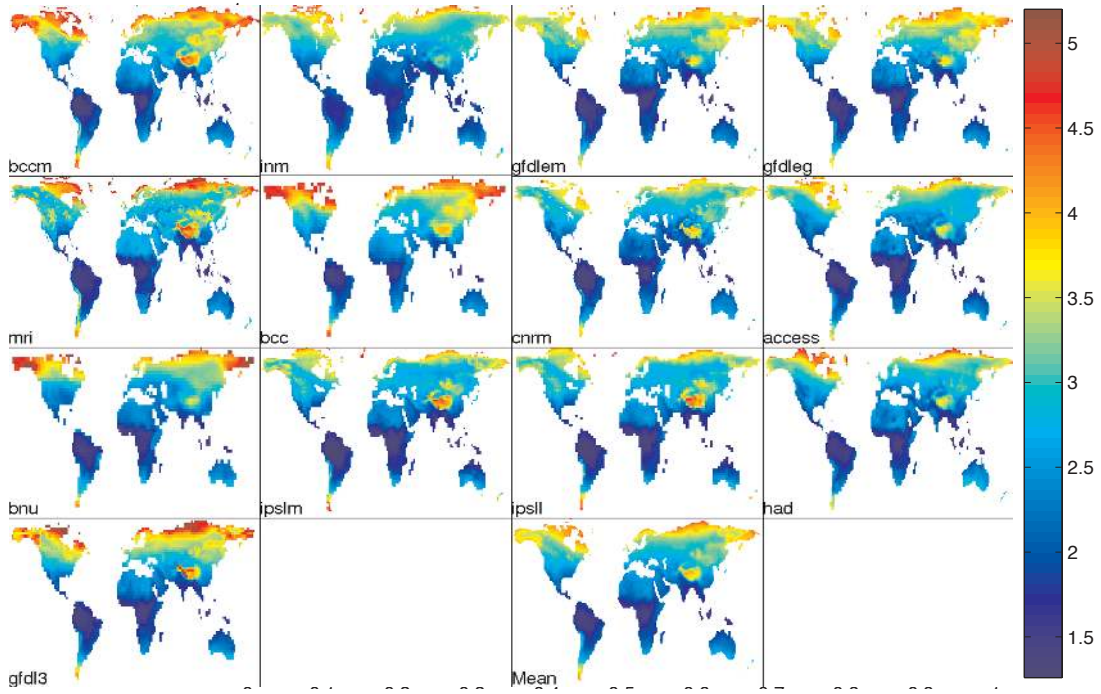 bccm
inm
gfdlem
gfdleg
mri
bcc
cnrm
access
bnu
ipslm
ipsll
had
gfdl3
Mean
5
4.5
4
3.5
3
2.5
2
1.5